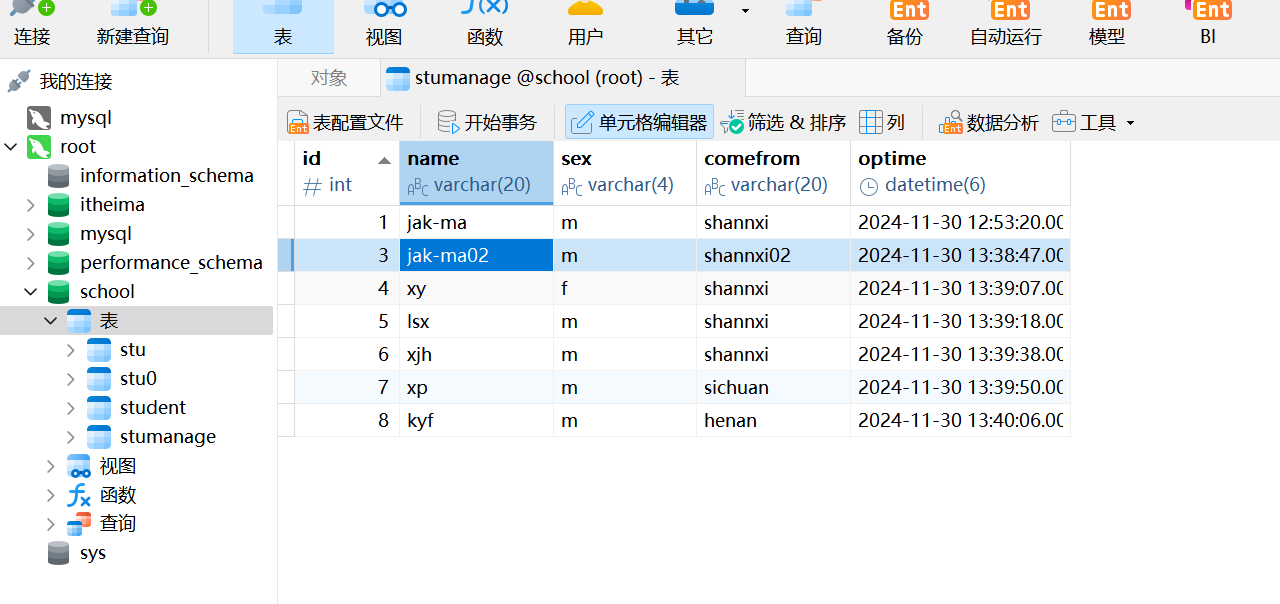 连接 新建查询 表 视图 函数 用户 其它 查询 Ent 备份 Ent 自动运行 Ent 模型 Ent BI
我的连接
mysql
root
information_schema
itheima
mysql
performance_schema
school
表
stu
stu0
student
stumanage
视图
函数
查询
sys
对象 stumanage @school (root) - 表
Ent 表配置文件 开始事务 单元格编辑器 筛选 & 排序 列 Ent 数据分析 工具
id name sex comefrom optime
# int ABC varchar(20) ABC varchar(4) ABC varchar(20) datetime(6)
1 jak-ma m shannxi 2024-11-30 12:53:20.00
3 jak-ma02 m shannxi02 2024-11-30 13:38:47.00
4 xy f shannxi 2024-11-30 13:39:07.00
5 lsx m shannxi 2024-11-30 13:39:18.00
6 xjh m shannxi 2024-11-30 13:39:38.00
7 xp m sichuan 2024-11-30 13:39:50.00
8 kyf m henan 2024-11-30 13:40:06.00